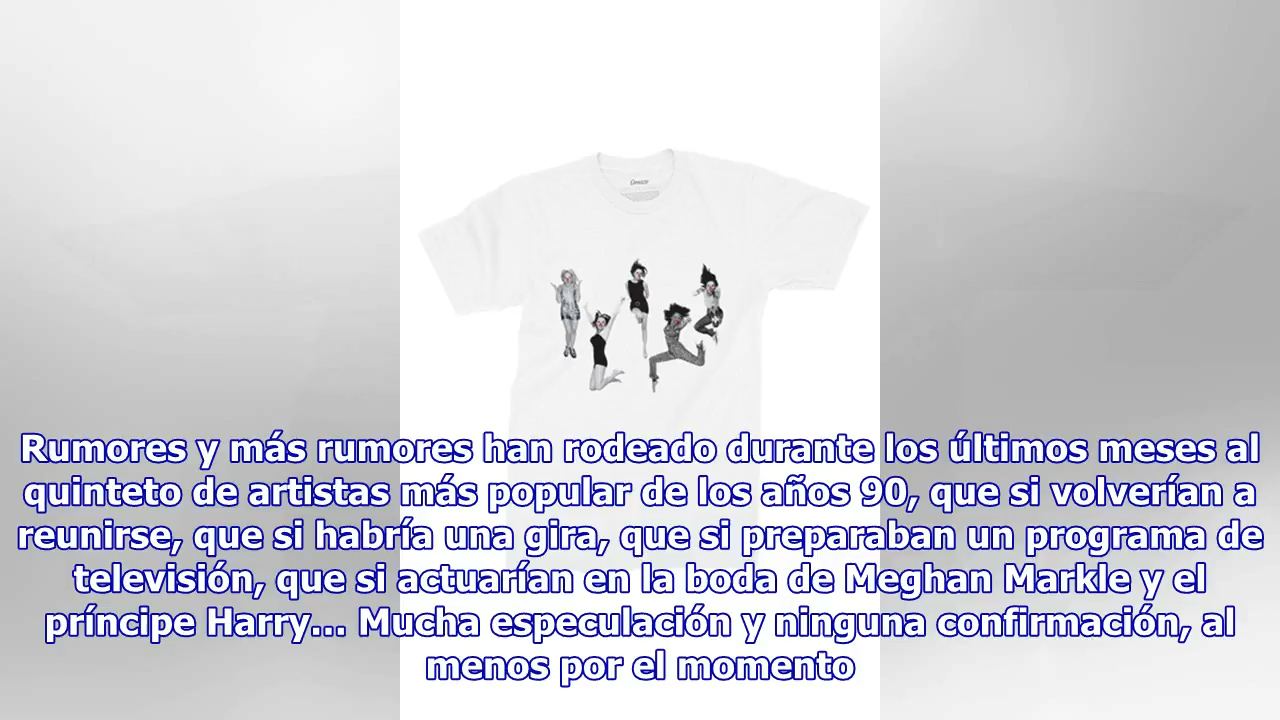 Rumores y más rumores han rodeado durante los últimos meses al
quinteto de artistas más popular de los años 90, que si volverían a
reunirse, que si habría una gira, que si preparaban un programa de
televisión, que si actuarían en la boda de Meghan Markle y el
príncipe Harry... Mucha especulación y ninguna confirmación, al
menos por el momento